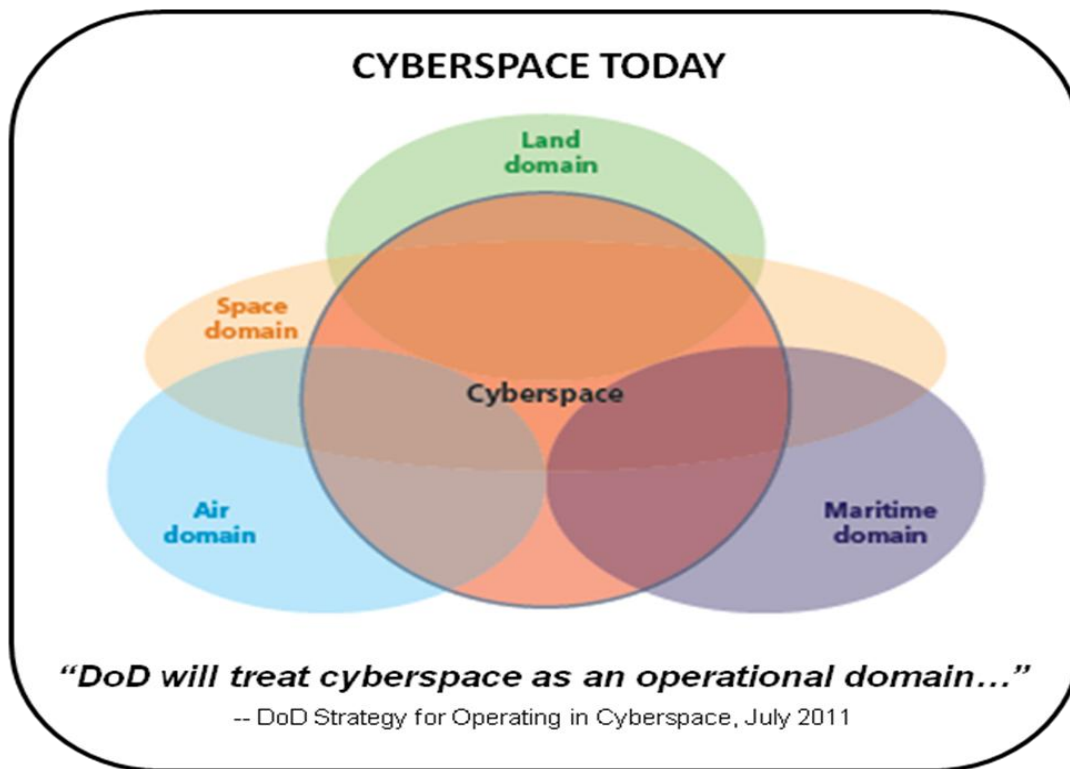 CYBERSPACE TODAY
Land
domain
Space
domain
Cyberspace
Air
domain
Maritime
domain
“DoD will treat cyberspace as an operational domain…”
-- DoD Strategy for Operating in Cyberspace, July 2011